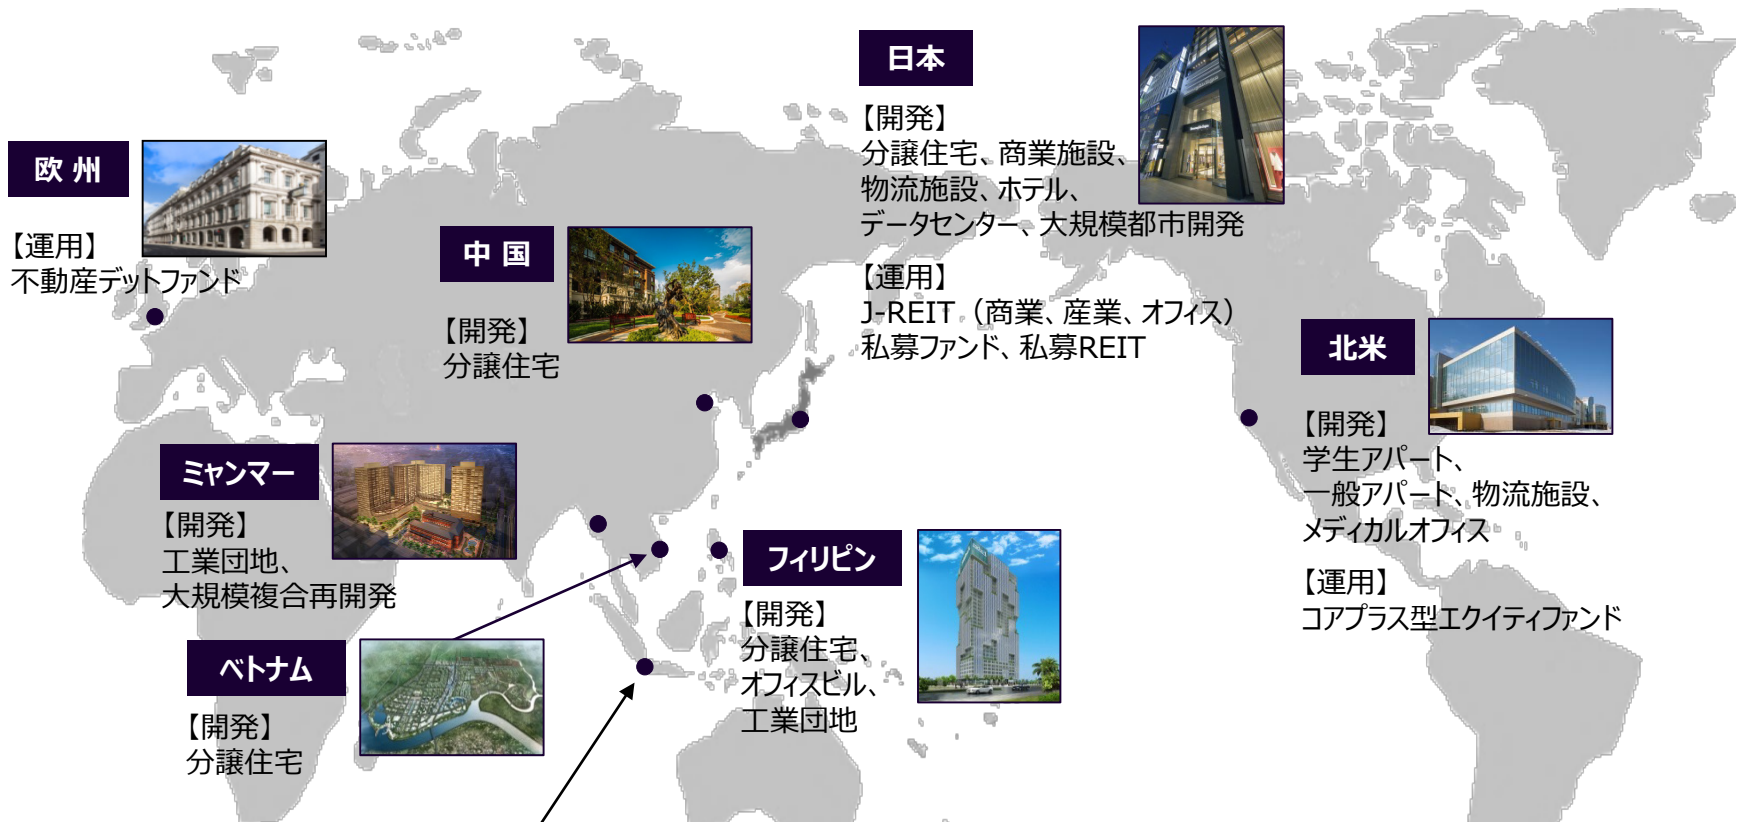 欧 州
【運用】
不動産デットファンド
中 国
【開発】
分譲住宅
日本
【開発】
分譲住宅、商業施設、
物流施設、ホテル、
データセンター、大規模都市開発
【運用】
J-REIT（商業、産業、オフィス）
私募ファンド、私募REIT
北米
【開発】
学生アパート、
一般アパート、物流施設、
メディカルオフィス
【運用】
コアプラス型エクイティファンド
ミャンマー
【開発】
工業団地、
大規模複合再開発
ベトナム
【開発】
分譲住宅
フィリピン
【開発】
分譲住宅、
オフィスビル、
工業団地